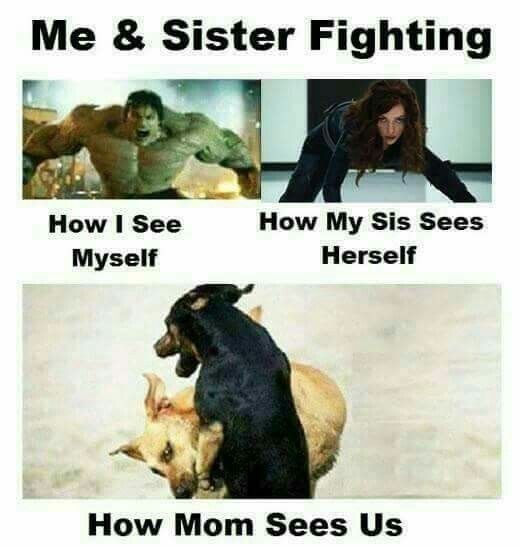 Me & Sister Fighting
How I See
Myself
How My Sis Sees
Herself
How Mom Sees Us